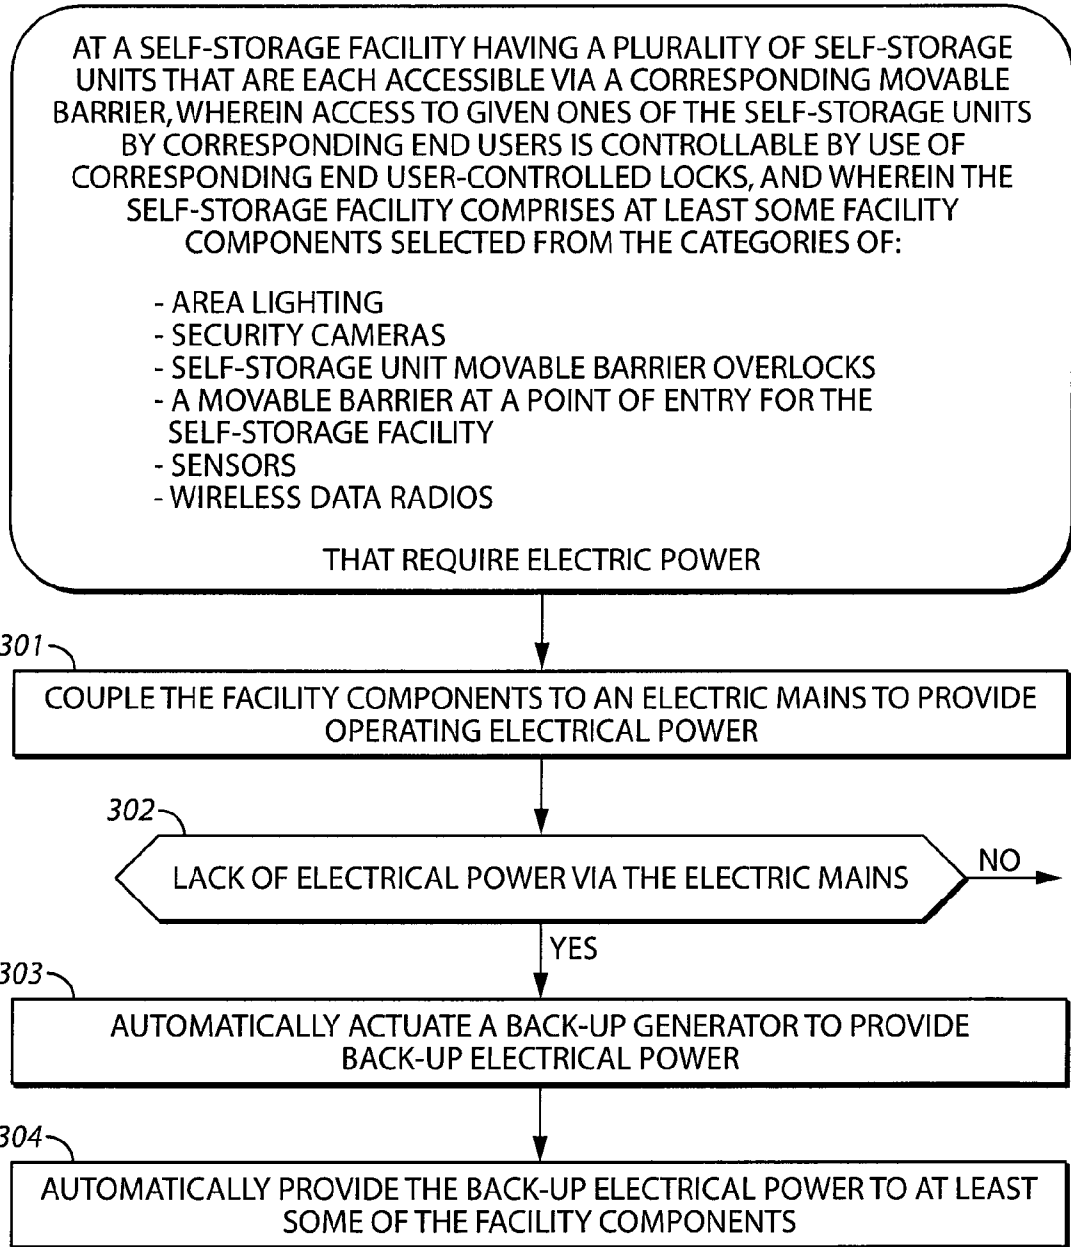 AT A SELF-STORAGE FACILITY HAVING A PLURALITY OF SELF-STORAGE
UNITS THAT ARE EACH ACCESSIBLE VIA A CORRESPONDING MOVABLE
BARRIER, WHEREIN ACCESS TO GIVEN ONES OF THE SELF-STORAGE UNITS
BY CORRESPONDING END USERS IS CONTROLLABLE BY USE OF
CORRESPONDING END USER-CONTROLLED LOCKS, AND WHEREIN THE
SELF-STORAGE FACILITY COMPRISES AT LEAST SOME FACILITY
COMPONENTS SELECTED FROM THE CATEGORIES OF:
- AREA LIGHTING
- SECURITY CAMERAS
- SELF-STORAGE UNIT MOVABLE BARRIER OVERLOCKS
- A MOVABLE BARRIER AT A POINT OF ENTRY FOR THE
SELF-STORAGE FACILITY
- SENSORS
- WIRELESS DATA RADIOS
THAT REQUIRE ELECTRIC POWER
301
COUPLE THE FACILITY COMPONENTS TO AN ELECTRIC MAINS TO PROVIDE
OPERATING ELECTRICAL POWER
302
LACK OF ELECTRICAL POWER VIA THE ELECTRIC MAINS
NO
YES
303
AUTOMATICALLY ACTUATE A BACK-UP GENERATOR TO PROVIDE
BACK-UP ELECTRICAL POWER
304
AUTOMATICALLY PROVIDE THE BACK-UP ELECTRICAL POWER TO AT LEAST
SOME OF THE FACILITY COMPONENTS